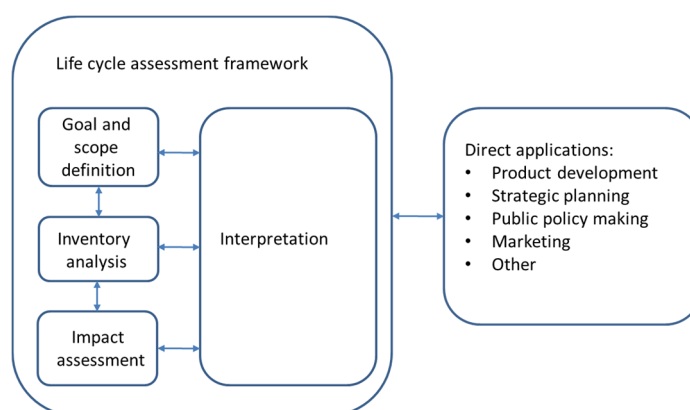 Life cycle assessment framework
Goal and
scope
definition
Inventory
analysis
Impact
assessment
Interpretation
Direct applications:
• Product development
• Strategic planning
• Public policy making
• Marketing
• Other